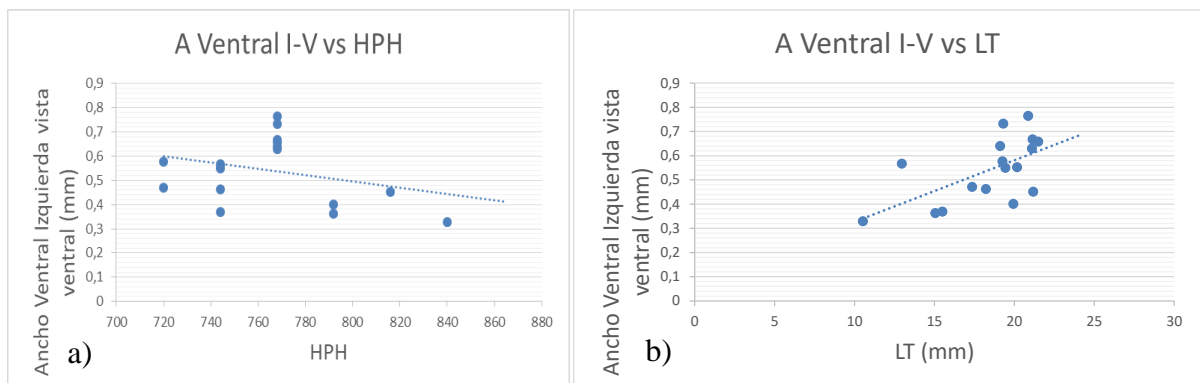 A Ventral I-V vs HPH
Ancho Ventral Izquierda vista
ventral (mm)
0,9
0,8
0,7
0,6
0,5
0,4
0,3
0,2
0,1
0
700 720 740 760 780 800 820 840 860 880
HPH
a)
A Ventral I-V vs LT
Ancho Ventral Izquierda vista
ventral (mm)
0,9
0,8
0,7
0,6
0,5
0,4
0,3
0,2
0,1
0
0 5 10 15 20 25 30
LT (mm)
b)